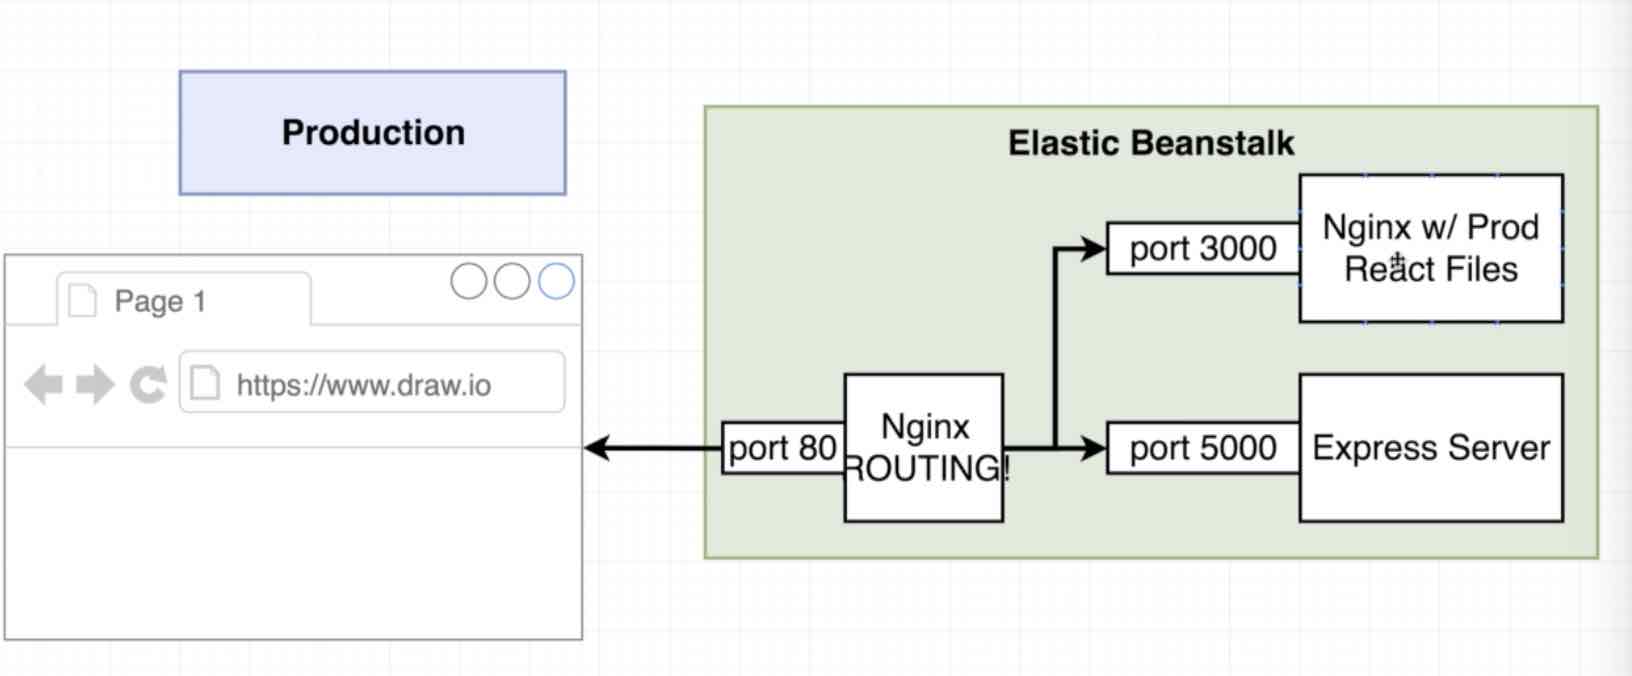 Production
Elastic Beanstalk
Page 1
https://www.draw.io
port 80
Nginx
ROUTING!
port 3000
Nginx w/ Prod
React Files
port 5000
Express Server